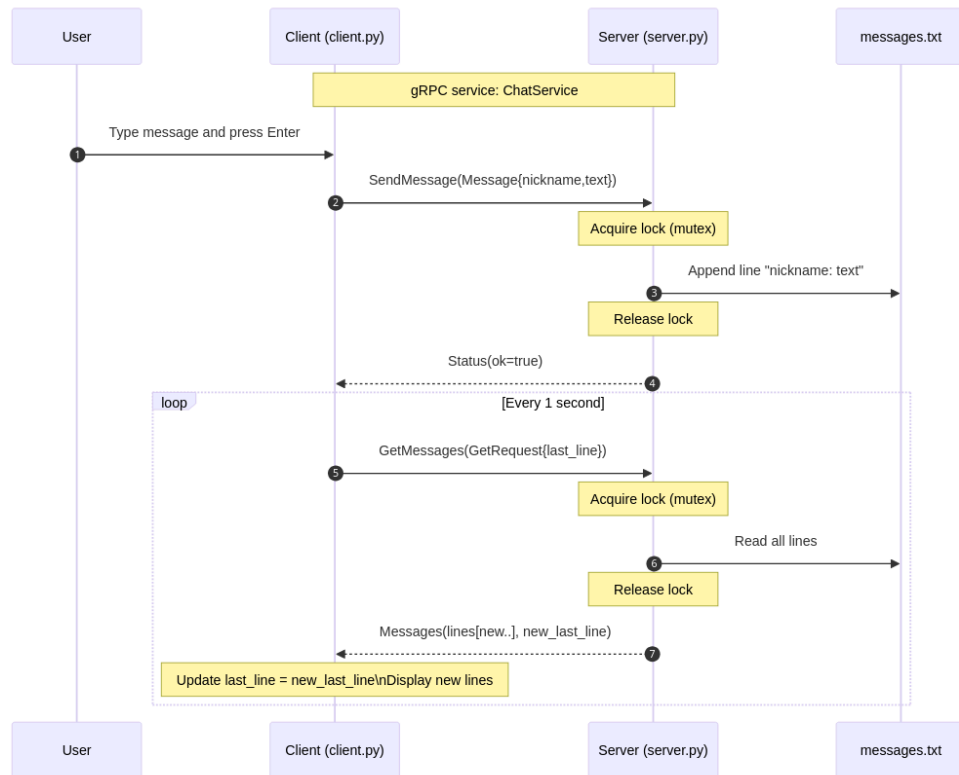 User
Client (client.py)
Server (server.py)
messages.txt
gRPC service: ChatService
Type message and press Enter
1
SendMessage(Message{nickname,text})
2
Acquire lock (mutex)
Append line "nickname: text"
3
Release lock
Status(ok=true)
4
loop
[Every 1 second]
GetMessages(GetRequest{last_line})
5
Acquire lock (mutex)
Read all lines
6
Release lock
Messages(lines[new..], new_last_line)
7
Update last_line = new_last_line\nDisplay new lines
User
Client (client.py)
Server (server.py)
messages.txt